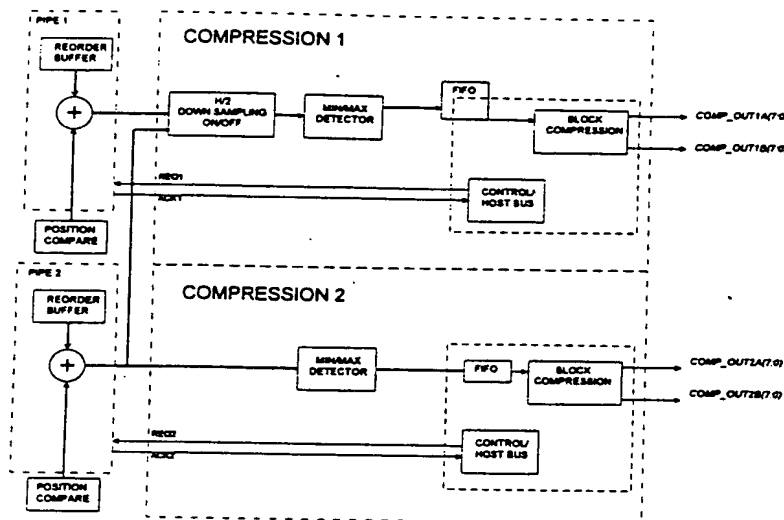 PIPE 1
REORDER
BUFFER
POSITION
COMPARE
COMPRESSION 1
H/2
DOWN SAMPLING
ON/OFF
MIN/MAX
DETECTOR
FIFO
BLOCK
COMPRESSION
COMP_OUT1A(7:0)
COMP_OUT1B(7:0)
REQ1
ACK1
CONTROL/
HOST BUS
PIPE 2
REORDER
BUFFER
POSITION
COMPARE
COMPRESSION 2
MIN/MAX
DETECTOR
FIFO
BLOCK
COMPRESSION
COMP_OUT2A(7:0)
COMP_OUT2B(7:0)
REQ2
ACK2
CONTROL/
HOST BUS